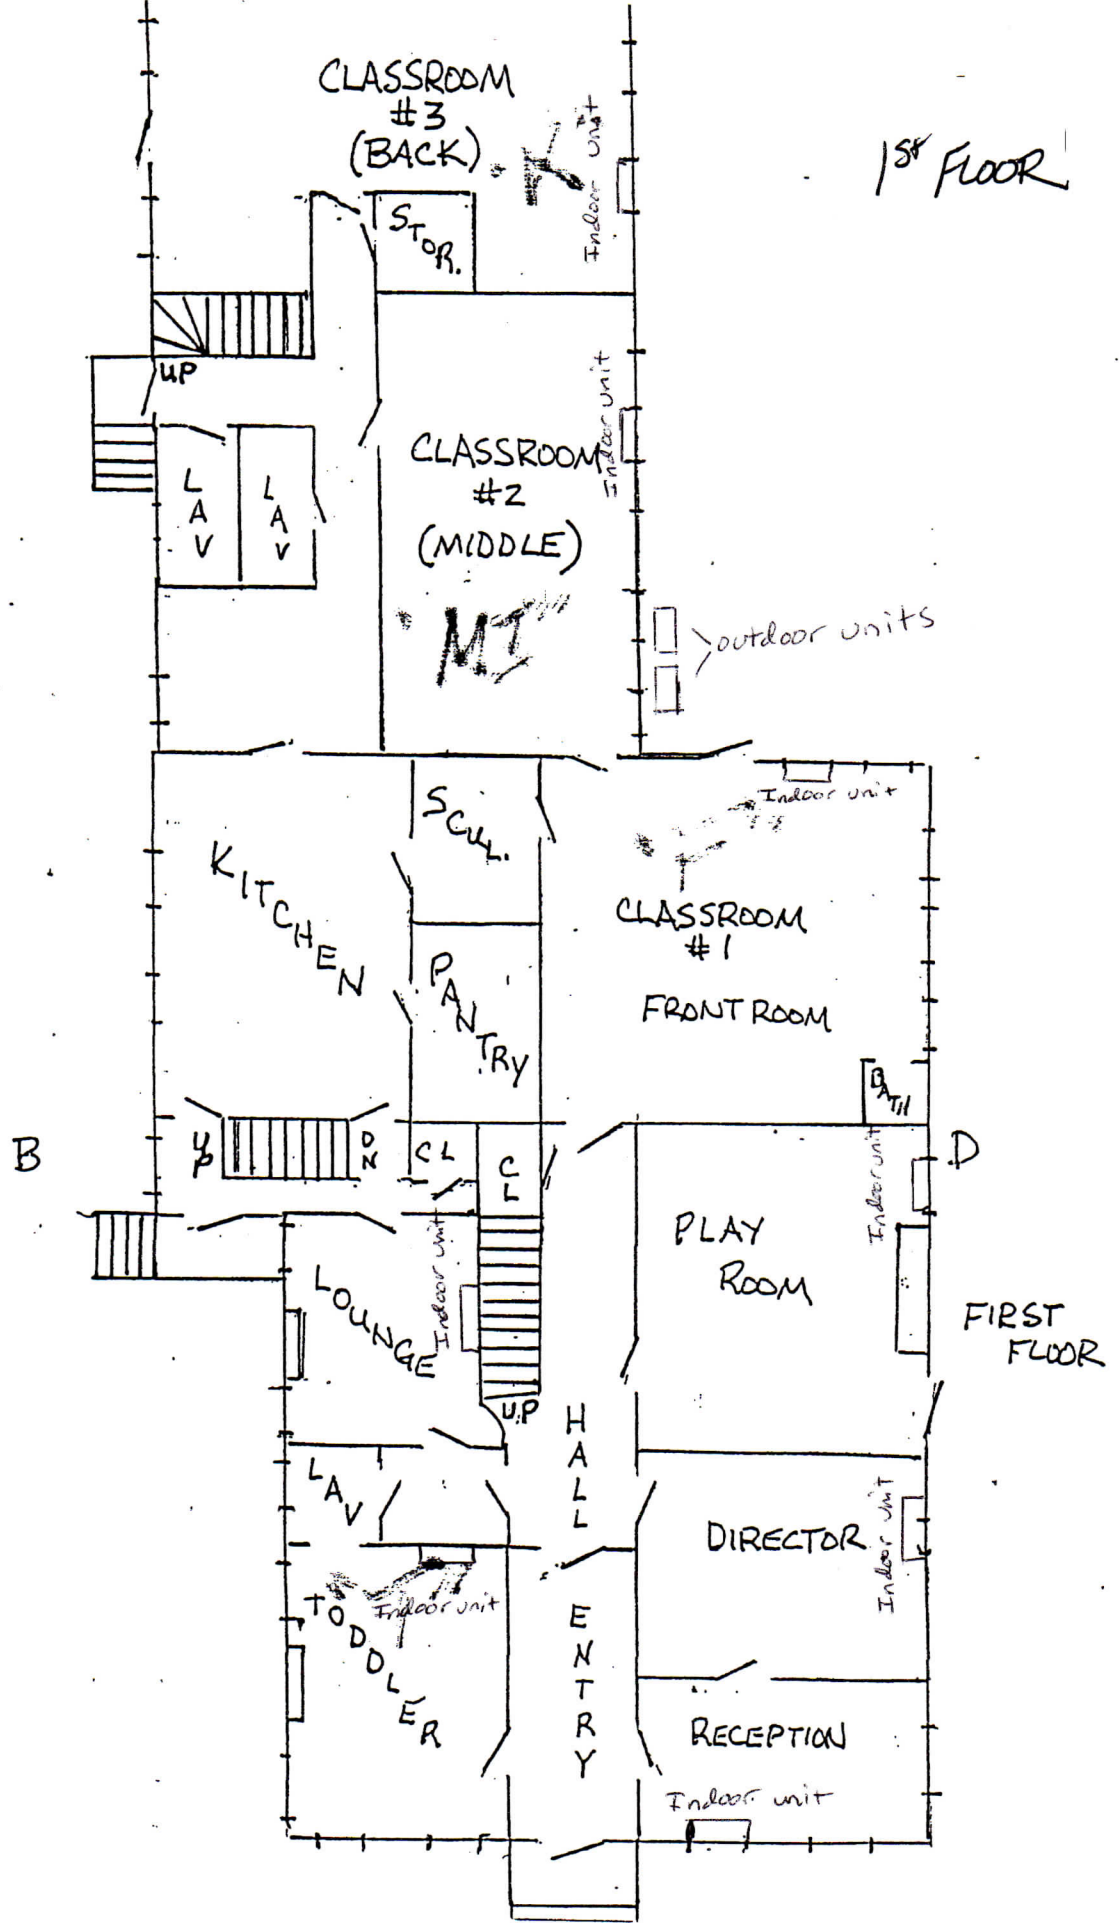 CLASSROOM
#3
(BACK)
K
Indoor unit
1st FLOOR
STOR.
UP
Indoor unit
CLASSROOM
#2
(MIDDLE)
LAV
LAV
outdoor units
Indoor unit
SCUL.
KITCHEN
CLASSROOM
#1
FRONT ROOM
PANTRY
BATH
B
UP
DN
CL
CL
Indoor unit
D
PLAY
ROOM
Indoor unit
LOUNGE
FIRST
FLOOR
UP
HALL
LAV
DIRECTOR
Indoor unit
Indoor unit
TODDLER
ENTRY
RECEPTION
Indoor unit